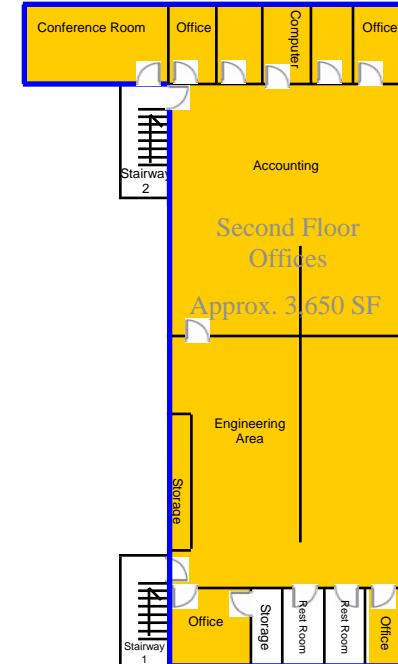 Conference Room
Office
Computer
Office
Accounting
Stairway
2
Second Floor
Offices
Approx. 3,650 SF
Engineering
Area
Storage
Office
Storage
Rest Room
Rest Room
Office
Stairway
1